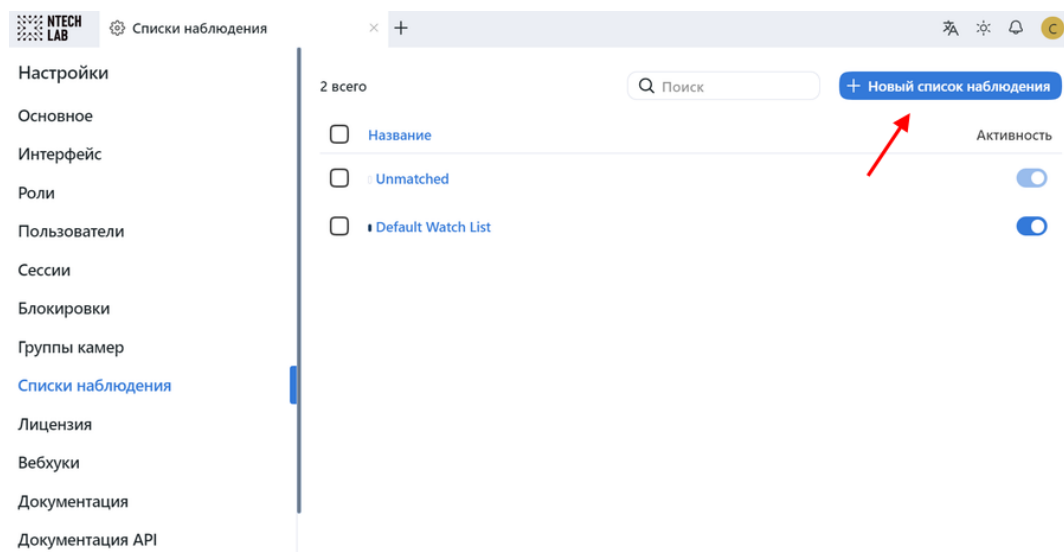 NTECH
LAB
Списки наблюдения
C
Настройки
Основное
Интерфейс
Роли
Пользователи
Сессии
Блокировки
Группы камер
Списки наблюдения
Лицензия
Вебхуки
Документация
Документация API
2 всего
Поиск
+ Новый список наблюдения
Название
Активность
Unmatched
Default Watch List